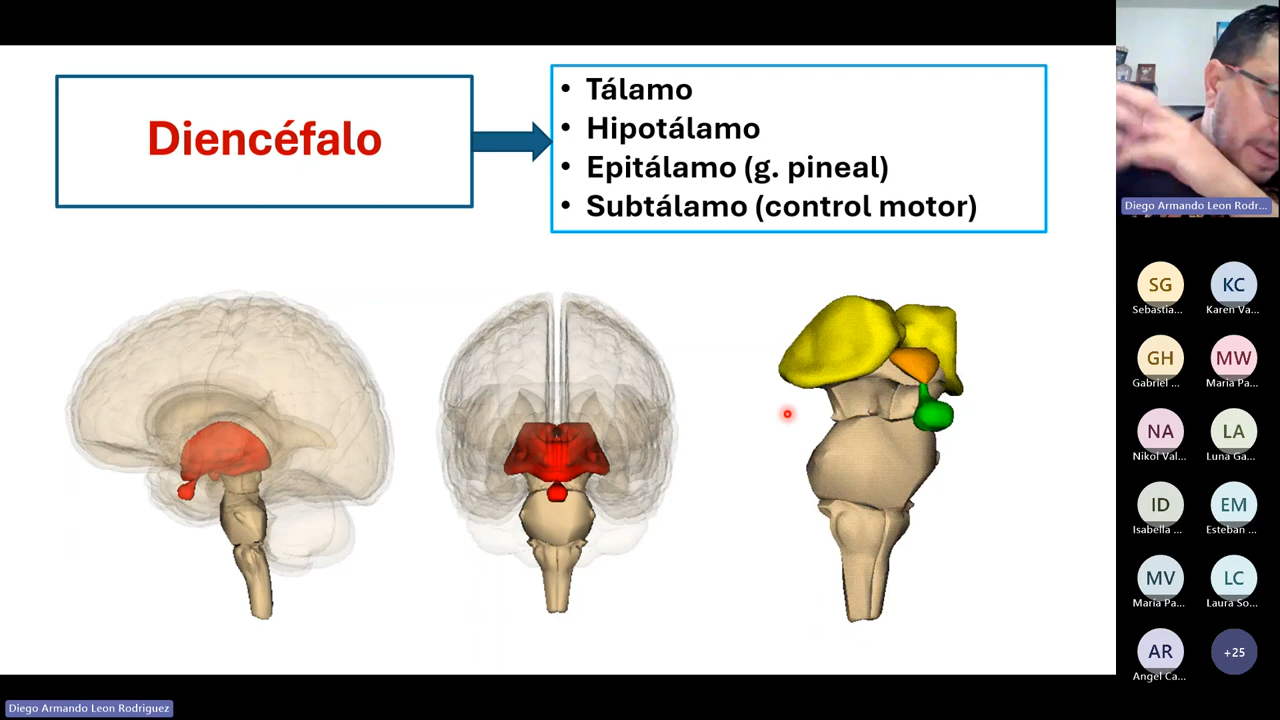 Diencéfalo
• Tálamo
• Hipotálamo
• Epitálamo (g. pineal)
• Subtálamo (control motor)
Diego Armando Leon Rodr...
SG
Sebastia...
KC
Karen Va...
GH
Gabriel ...
MW
Maria Pa...
NA
Nikol Val...
LA
Luna Ga...
ID
Isabella ...
EM
Esteban ...
MV
Maria Pa...
LC
Laura So...
AR
Angel Ca...
+25
Diego Armando Leon Rodriguez